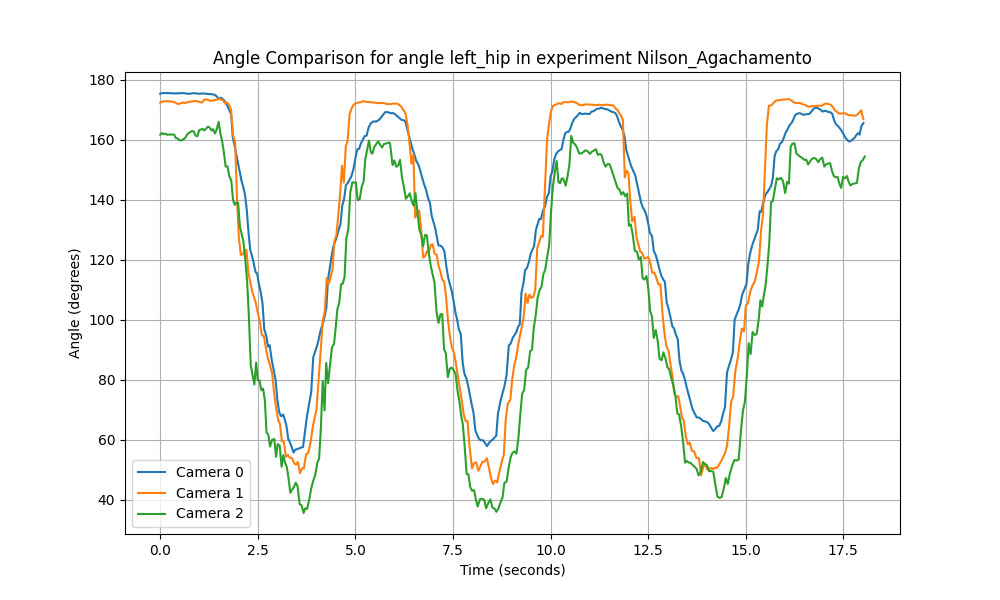 Angle Comparison for angle left_hip in experiment Nilson_Agachamento
180
160
140
120
100
80
60
40
Angle (degrees)
Camera 0
Camera 1
Camera 2
0.0 2.5 5.0 7.5 10.0 12.5 15.0 17.5
Time (seconds)